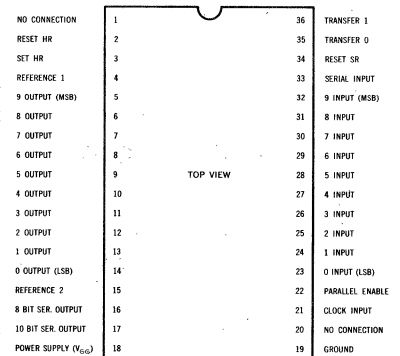 NO CONNECTION 1 36 TRANSFER 1
RESET HR 2 35 TRANSFER 0
SET HR 3 34 RESET SR
REFERENCE 1 4 33 SERIAL INPUT
9 OUTPUT (MSB) 5 32 9 INPUT (MSB)
8 OUTPUT 6 31 8 INPUT
7 OUTPUT 7 30 7 INPUT
6 OUTPUT 8 29 6 INPUT
5 OUTPUT 9 TOP VIEW 28 5 INPUT
4 OUTPUT 10 27 4 INPUT
3 OUTPUT 11 26 3 INPUT
2 OUTPUT 12 25 2 INPUT
1 OUTPUT 13 24 1 INPUT
0 OUTPUT (LSB) 14 23 0 INPUT (LSB)
REFERENCE 2 15 22 PARALLEL ENABLE
8 BIT SER. OUTPUT 16 21 CLOCK INPUT
10 BIT SER. OUTPUT 17 20 NO CONNECTION
POWER SUPPLY (VGG) 18 19 GROUND